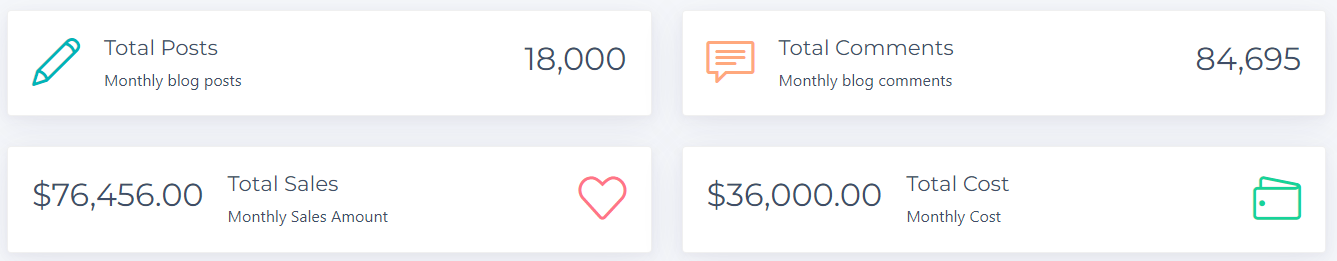 Total Posts
Monthly blog posts
18,000
Total Comments
Monthly blog comments
84,695
$76,456.00
Total Sales
Monthly Sales Amount
$36,000.00
Total Cost
Monthly Cost